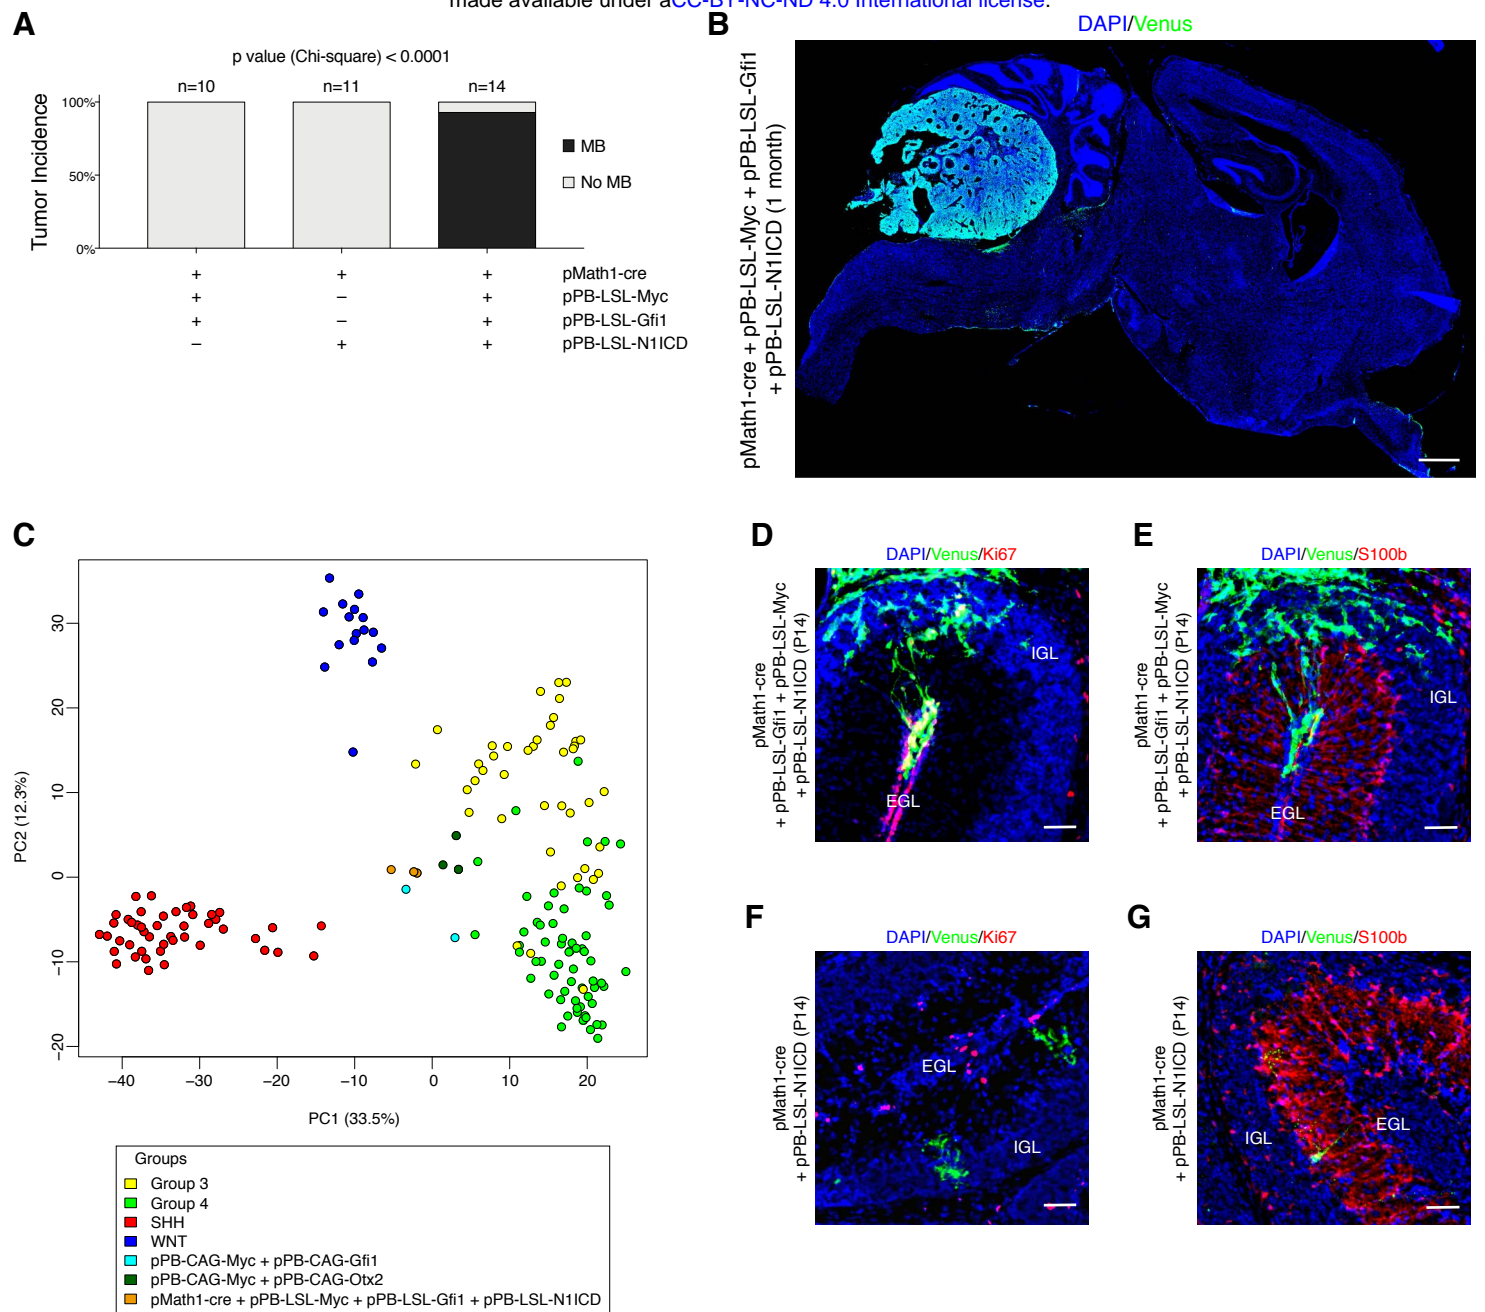 made available under aCC-BY-NC-ND 4.0 International license.
A
p value (Chi-square) < 0.0001
n=10 n=11 n=14
Tumor Incidence
100%
50%
0%
MB
No MB
+ + + pMath1-cre
+ − + pPB-LSL-Myc
+ − + pPB-LSL-Gfi1
− + + pPB-LSL-N1ICD
B
DAPI/Venus
pMath1-cre + pPB-LSL-Myc + pPB-LSL-Gfi1
+ pPB-LSL-N1ICD (1 month)
C
PC2 (12.3%)
30
20
10
0
−10
−20
−40 −30 −20 −10 0 10 20
PC1 (33.5%)
Groups
Group 3
Group 4
SHH
WNT
pPB-CAG-Myc + pPB-CAG-Gfi1
pPB-CAG-Myc + pPB-CAG-Otx2
pMath1-cre + pPB-LSL-Myc + pPB-LSL-Gfi1 + pPB-LSL-N1ICD
D
DAPI/Venus/Ki67
pMath1-cre
+ pPB-LSL-Gfi1 + pPB-LSL-Myc
+ pPB-LSL-N1ICD (P14)
IGL
EGL
E
DAPI/Venus/S100b
pMath1-cre
+ pPB-LSL-Gfi1 + pPB-LSL-Myc
+ pPB-LSL-N1ICD (P14)
IGL
EGL
F
DAPI/Venus/Ki67
pMath1-cre
+ pPB-LSL-N1ICD (P14)
EGL
IGL
G
DAPI/Venus/S100b
pMath1-cre
+ pPB-LSL-N1ICD (P14)
EGL
IGL